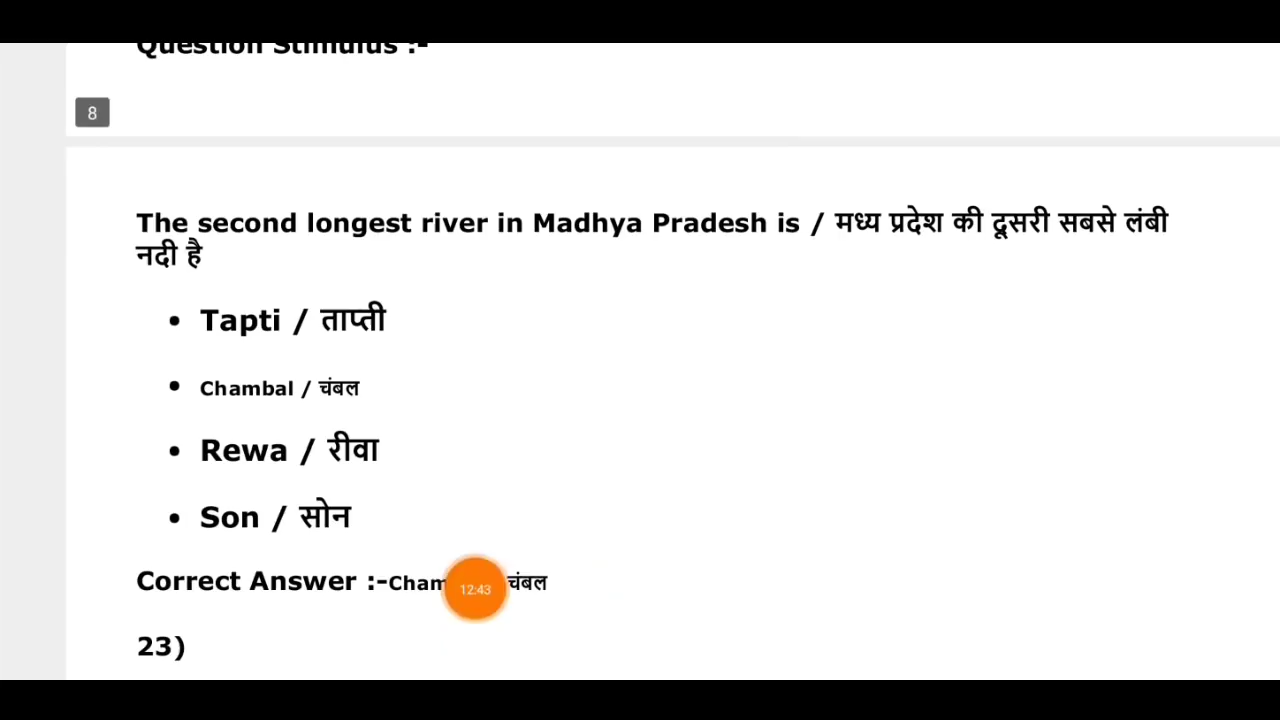 Question Stimulus :-
8
The second longest river in Madhya Pradesh is / मध्य प्रदेश की दूसरी सबसे लंबी
नदी है
• Tapti / ताप्ती
• Chambal / चंबल
• Rewa / रीवा
• Son / सोन
Correct Answer :- चंबल
12:43
23)